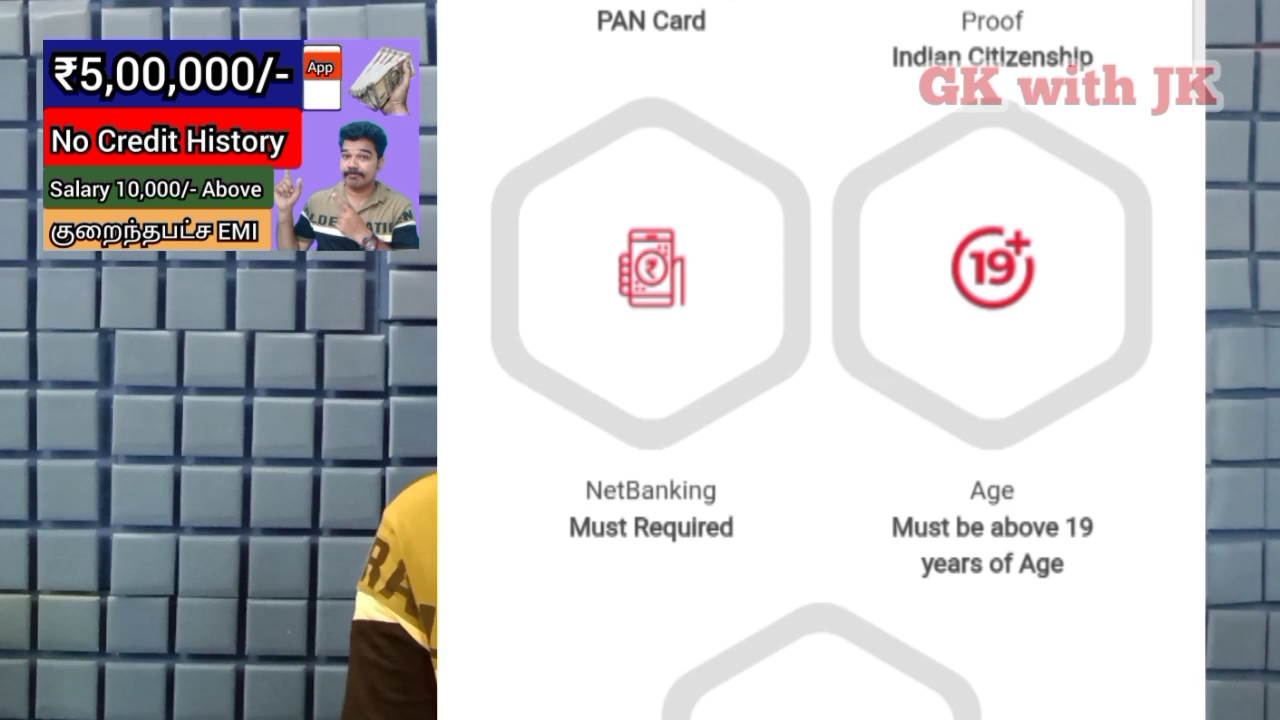 ₹5,00,000/-
App
No Credit History
Salary 10,000/- Above
குறைந்தபட்ச EMI
PAN Card
Proof
Indian Citizenship
GK with JK
₹
19+
NetBanking
Must Required
Age
Must be above 19
years of Age